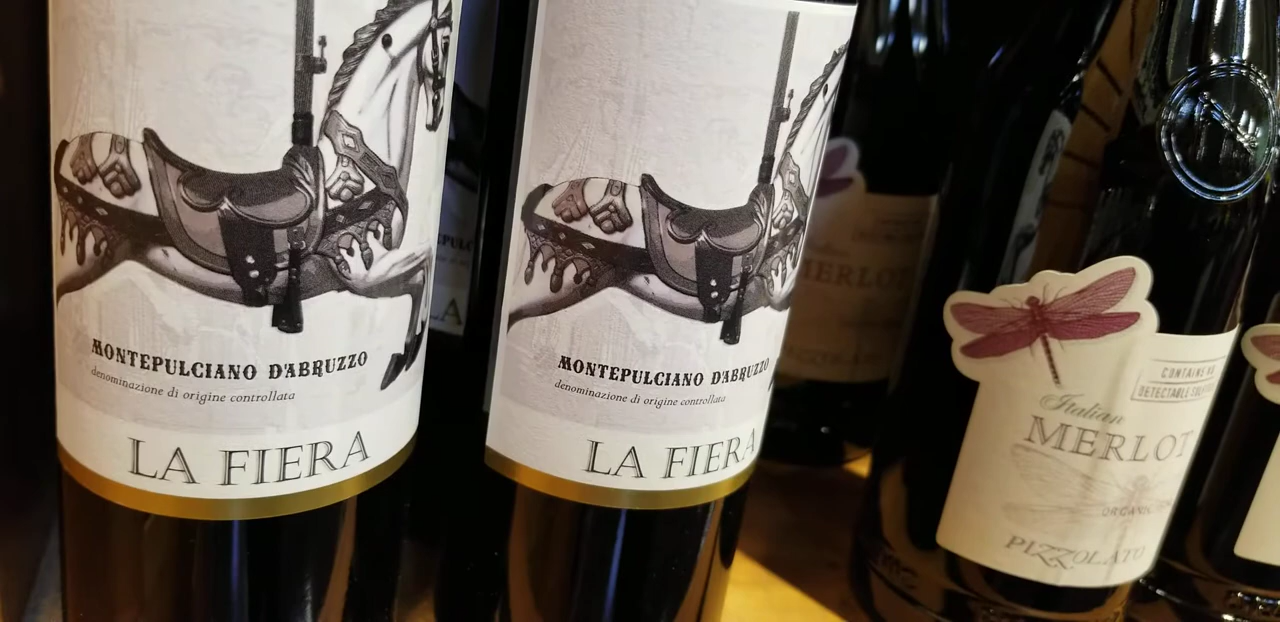 MONTEPULCIANO D'ABRUZZO
denominazione di origine controllata
LA FIERA
MONTEPULCIANO D'ABRUZZO
denominazione di origine controllata
LA FIERA
MERLOT
CONTAINS NO
DETECTABLE
Italian
MERLOT
ORGANIC
PIZZOLATO